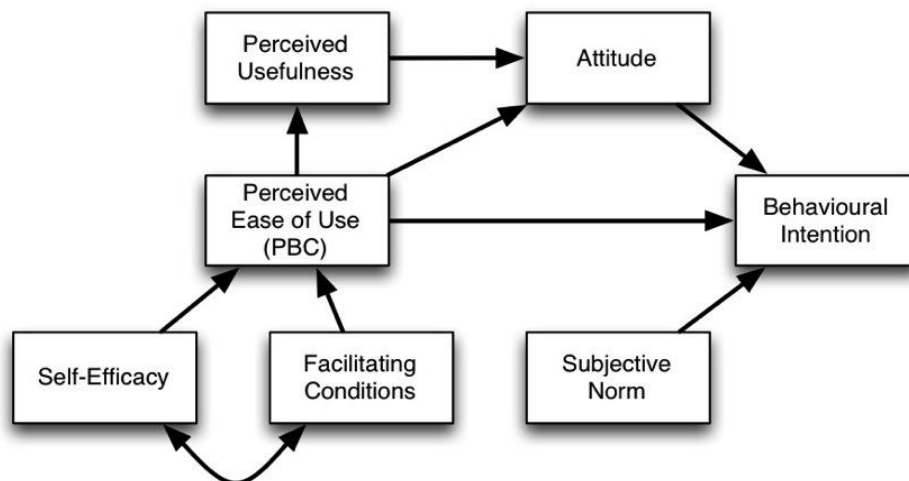 Perceived
Usefulness
Attitude
Perceived
Ease of Use
(PBC)
Behavioural
Intention
Self-Efficacy
Facilitating
Conditions
Subjective
Norm